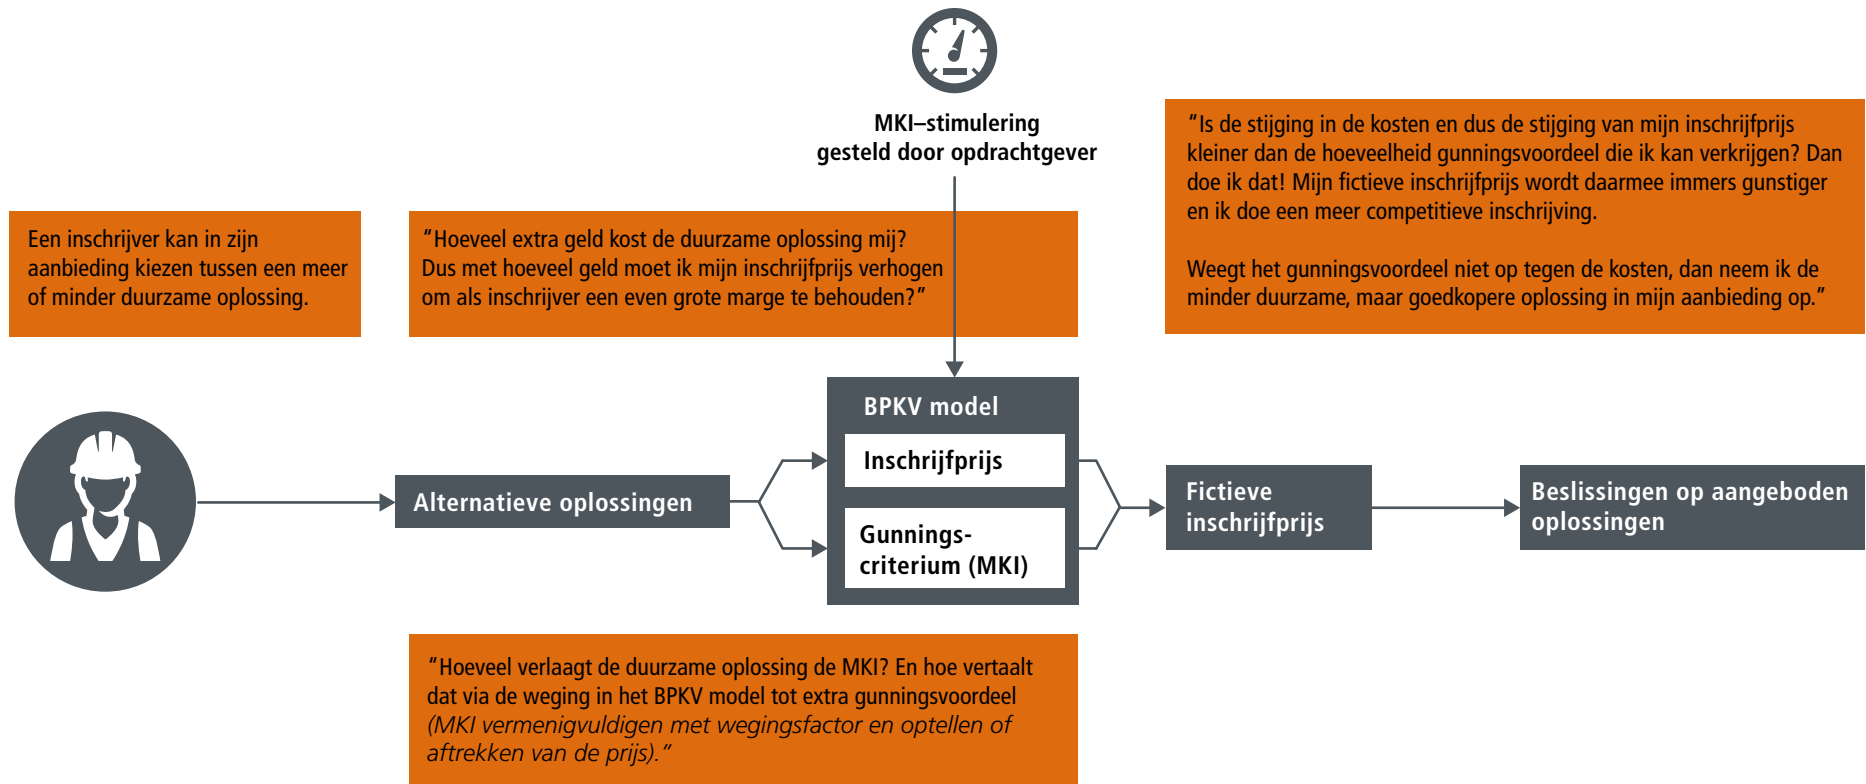 MKI–stimulering
gesteld door opdrachtgever
Een inschrijver kan in zijn
aanbieding kiezen tussen een meer
of minder duurzame oplossing.
“Hoeveel extra geld kost de duurzame oplossing mij?
Dus met hoeveel geld moet ik mijn inschrijfprijs verhogen
om als inschrijver een even grote marge te behouden?”
“Is de stijging in de kosten en dus de stijging van mijn inschrijfprijs
kleiner dan de hoeveelheid gunningsvoordeel die ik kan verkrijgen? Dan
doe ik dat! Mijn fictieve inschrijfprijs wordt daarmee immers gunstiger
en ik doe een meer competitieve inschrijving.
Weegt het gunningsvoordeel niet op tegen de kosten, dan neem ik de
minder duurzame, maar goedkopere oplossing in mijn aanbieding op.”
Alternatieve oplossingen
BPKV model
Inschrijfprijs
Gunnings-
criterium (MKI)
Fictieve
inschrijfprijs
Beslissingen op aangeboden
oplossingen
“Hoeveel verlaagt de duurzame oplossing de MKI? En hoe vertaalt
dat via de weging in het BPKV model tot extra gunningsvoordeel
(MKI vermenigvuldigen met wegingsfactor en optellen of
aftrekken van de prijs).”